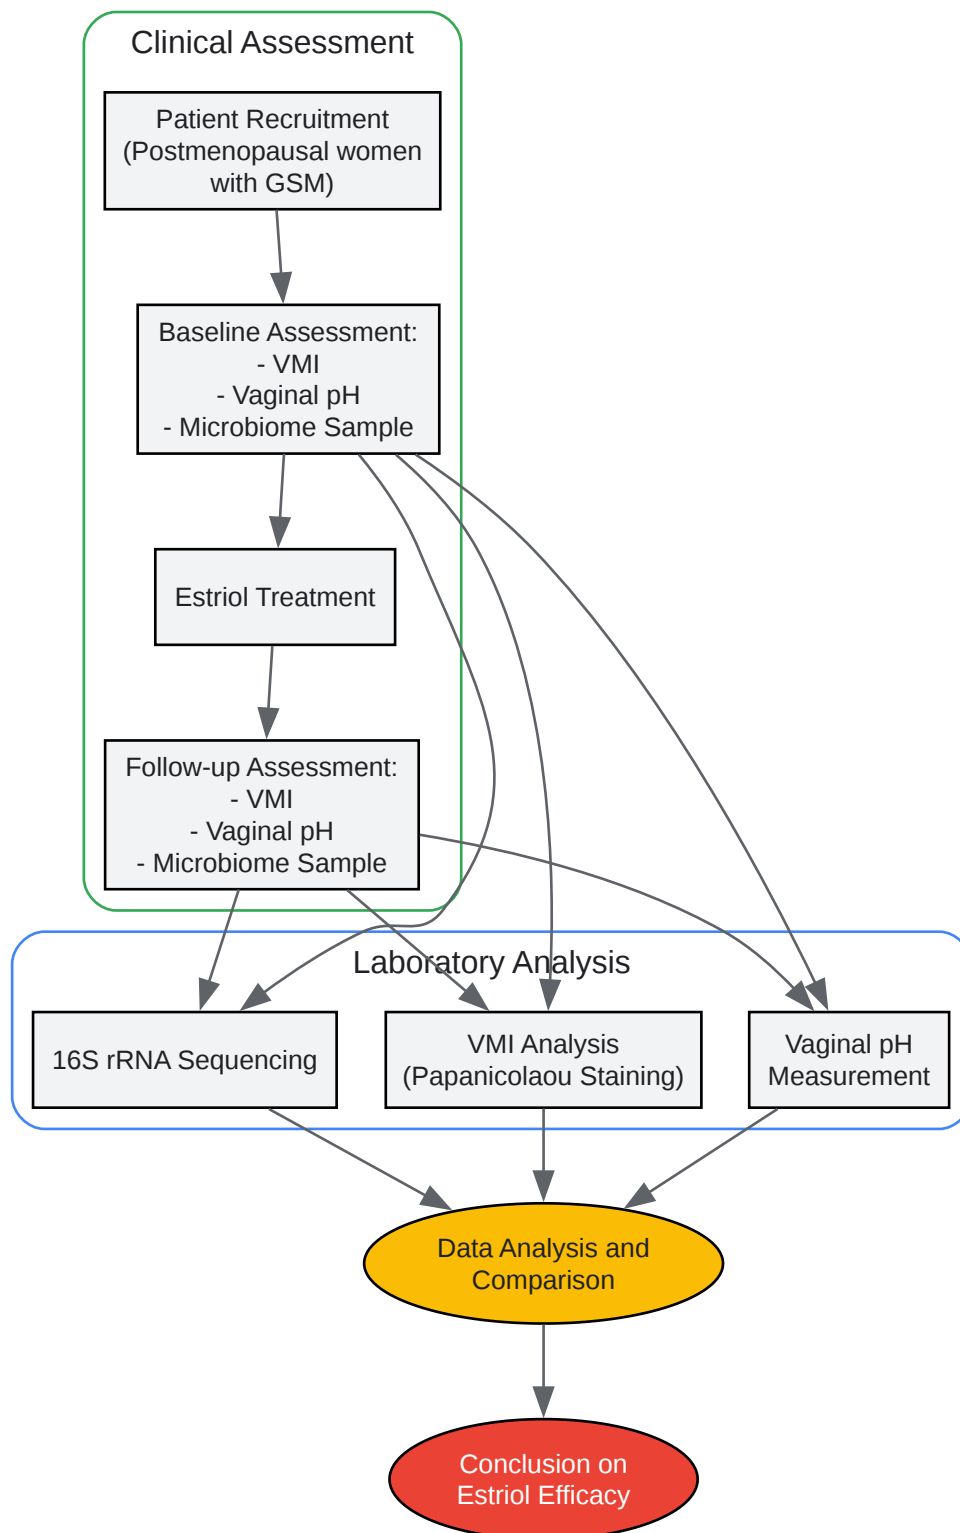 Clinical Assessment
Patient Recruitment
(Postmenopausal women
with GSM)
Baseline Assessment:
- VMI
- Vaginal pH
- Microbiome Sample
Estriol Treatment
Follow-up Assessment:
- VMI
- Vaginal pH
- Microbiome Sample
Laboratory Analysis
16S rRNA Sequencing
VMI Analysis
(Papanicolaou Staining)
Vaginal pH
Measurement
Data Analysis and
Comparison
Conclusion on
Estriol Efficacy